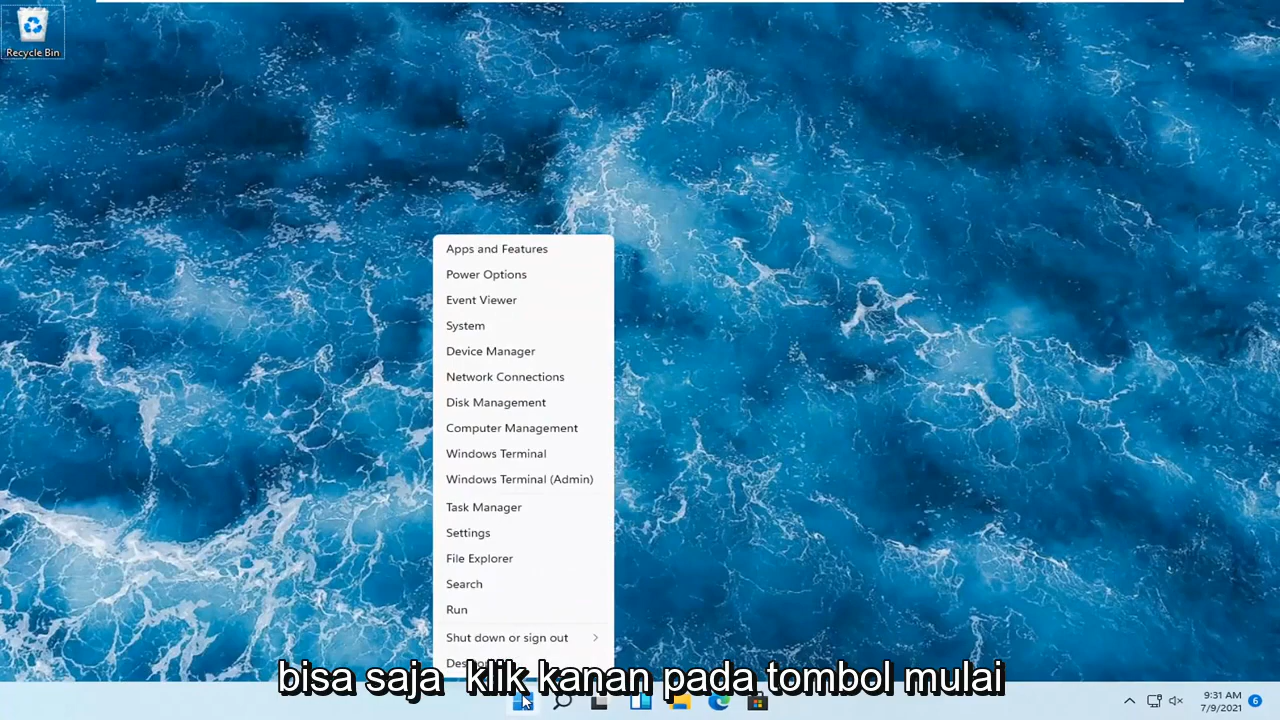 Recycle Bin
Apps and Features
Power Options
Event Viewer
System
Device Manager
Network Connections
Disk Management
Computer Management
Windows Terminal
Windows Terminal (Admin)
Task Manager
Settings
File Explorer
Search
Run
Shut down or sign out
bisa saja klik kanan pada tombol mulai
9:31 AM
7/9/2021
6